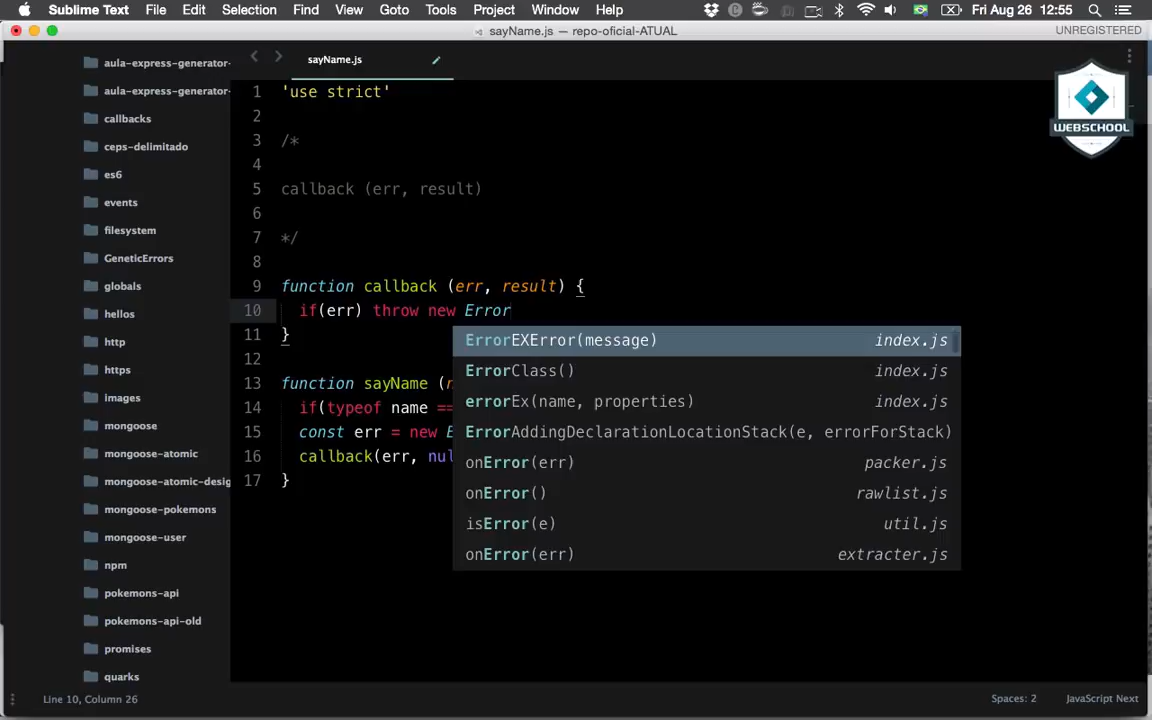 Sublime Text File Edit Selection Find View Goto Tools Project Window Help Fri Aug 26 12:55
sayName.js — repo-oficial-ATUAL UNREGISTERED
aula-express-generator-
aula-express-generator-
callbacks
ceps-delimitado
es6
events
filesystem
GeneticErrors
globals
hellos
http
https
images
mongoose
mongoose-atomic
mongoose-atomic-desig
mongoose-pokemons
mongoose-user
npm
pokemons-api
pokemons-api-old
promises
quarks
sayName.js
1 'use strict'
2
3 /*
4
5 callback (err, result)
6
7 */
8
9 function callback (err, result) {
10 if(err) throw new Error
11 }
12
13 function sayName (
14 if(typeof name ==
15 const err = new E
16 callback(err, nul
17 }
ErrorEXError(message) index.js
ErrorClass() index.js
errorEx(name, properties) index.js
ErrorAddingDeclarationLocationStack(e, errorForStack)
onError(err) packer.js
onError() rawlist.js
isError(e) util.js
onError(err) extracter.js
WEBSCHOOL
Line 10, Column 26 Spaces: 2 JavaScript Next